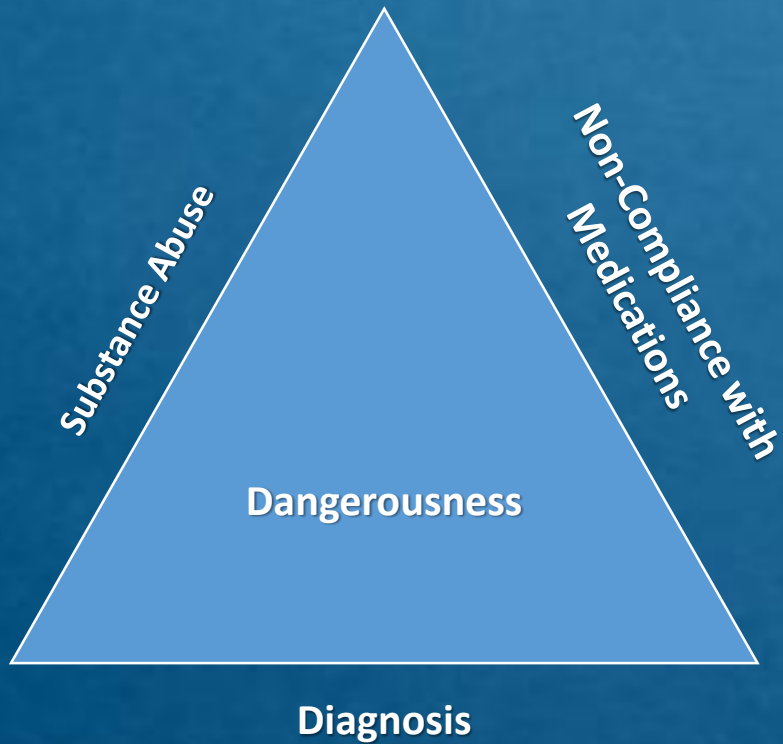 Substance Abuse
Non-Compliance with
Medications
Dangerousness
Diagnosis